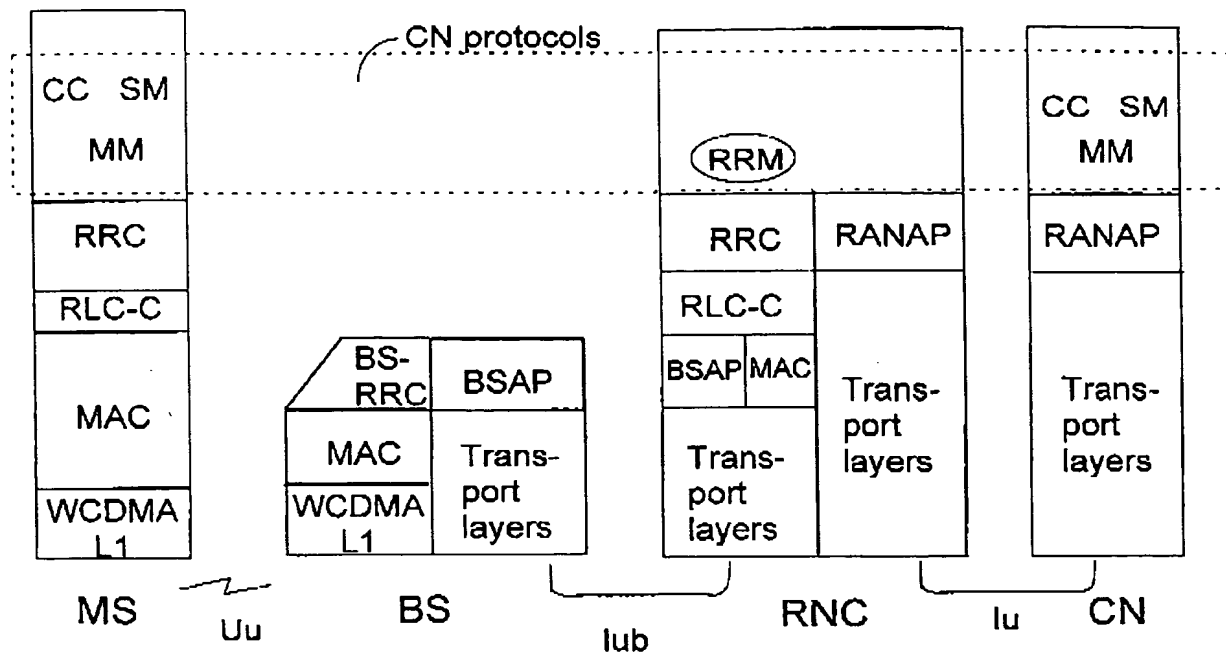 CN protocols
CC SM
MM
RRC
RLC-C
MAC
WCDMA
L1
MS
Uu
BS-
RRC
BSAP
MAC
Trans-
port
layers
WCDMA
L1
BS
Iub
RRM
RRC
RANAP
RLC-C
BSAP
MAC
Trans-
port
layers
Trans-
port
layers
RNC
Iu
CC SM
MM
RANAP
Trans-
port
layers
CN